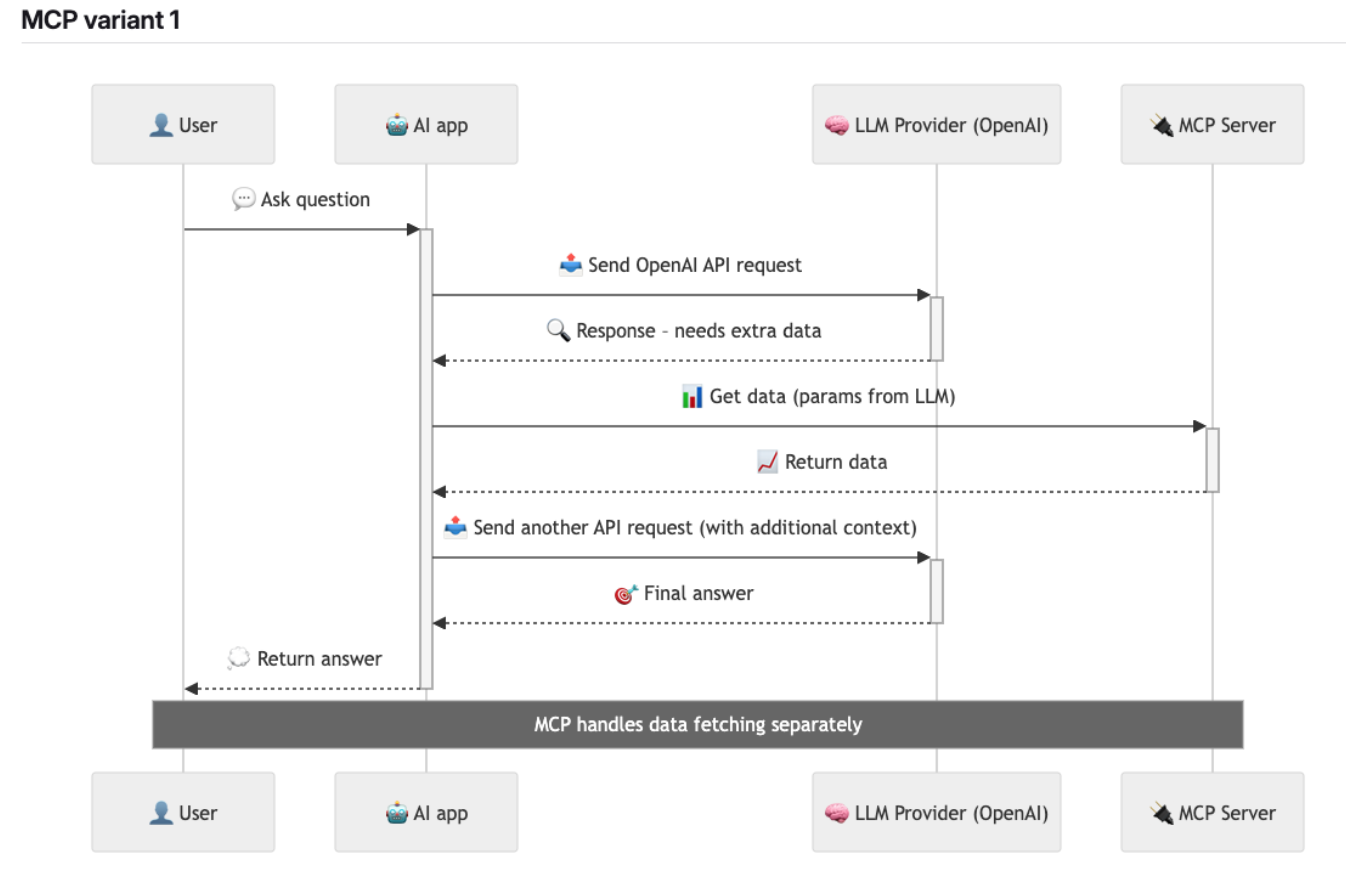 MCP variant 1
👤 User
🤖 AI app
🧠 LLM Provider (OpenAI)
🔌 MCP Server
💬 Ask question
📤 Send OpenAI API request
🔍 Response - needs extra data
📊 Get data (params from LLM)
📈 Return data
📤 Send another API request (with additional context)
🎯 Final answer
💭 Return answer
MCP handles data fetching separately
👤 User
🤖 AI app
🧠 LLM Provider (OpenAI)
🔌 MCP Server